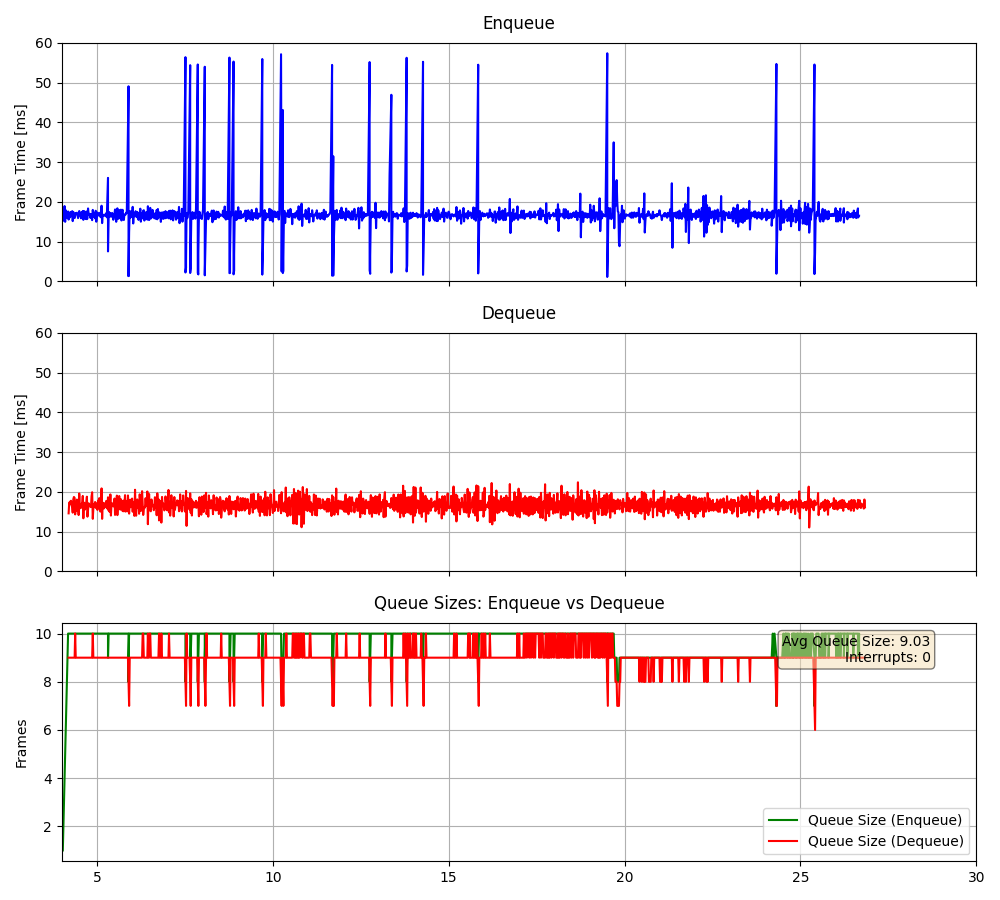 Enqueue
Frame Time [ms]
60
50
40
30
20
10
0
Dequeue
Frame Time [ms]
60
50
40
30
20
10
0
Queue Sizes: Enqueue vs Dequeue
Frames
10
8
6
4
2
Avg Queue Size: 9.03
Interrupts: 0
Queue Size (Enqueue)
Queue Size (Dequeue)
5 10 15 20 25 30